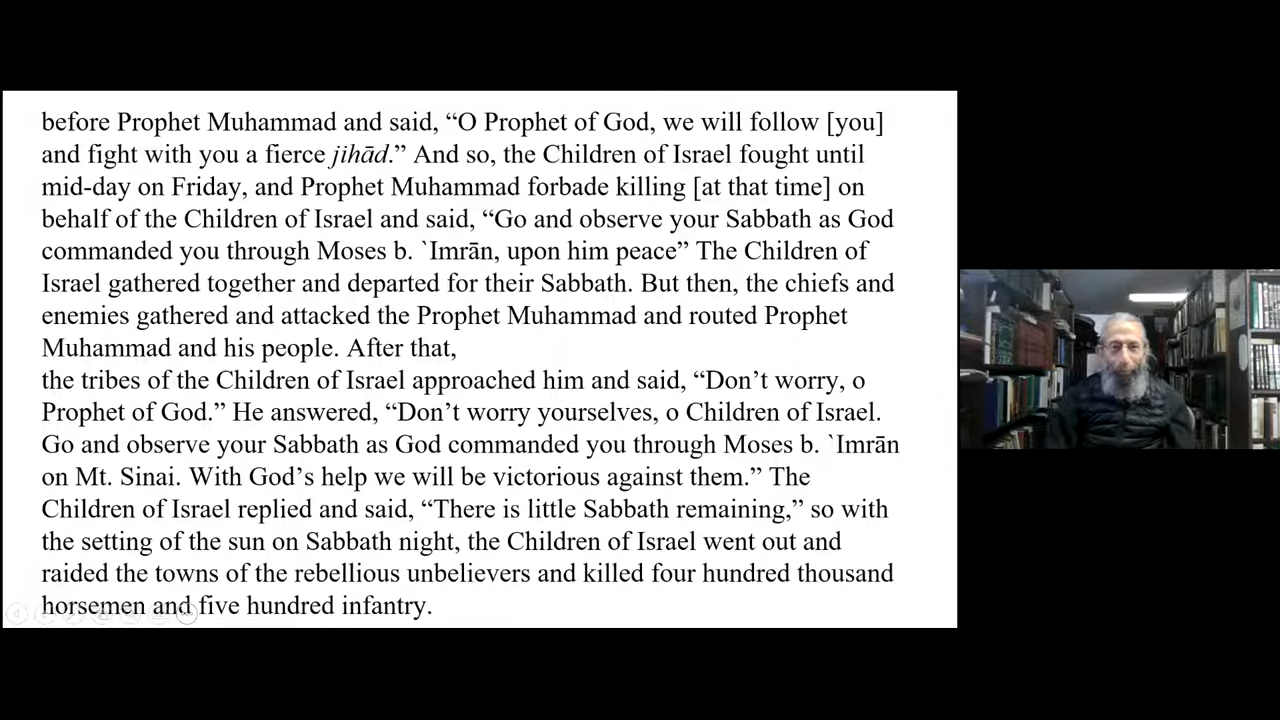 before Prophet Muhammad and said, “O Prophet of God, we will follow [you]
and fight with you a fierce jihād.” And so, the Children of Israel fought until
mid-day on Friday, and Prophet Muhammad forbade killing [at that time] on
behalf of the Children of Israel and said, “Go and observe your Sabbath as God
commanded you through Moses b. `Imrān, upon him peace” The Children of
Israel gathered together and departed for their Sabbath. But then, the chiefs and
enemies gathered and attacked the Prophet Muhammad and routed Prophet
Muhammad and his people. After that,
the tribes of the Children of Israel approached him and said, “Don’t worry, o
Prophet of God.” He answered, “Don’t worry yourselves, o Children of Israel.
Go and observe your Sabbath as God commanded you through Moses b. `Imrān
on Mt. Sinai. With God’s help we will be victorious against them.” The
Children of Israel replied and said, “There is little Sabbath remaining,” so with
the setting of the sun on Sabbath night, the Children of Israel went out and
raided the towns of the rebellious unbelievers and killed four hundred thousand
horsemen and five hundred infantry.